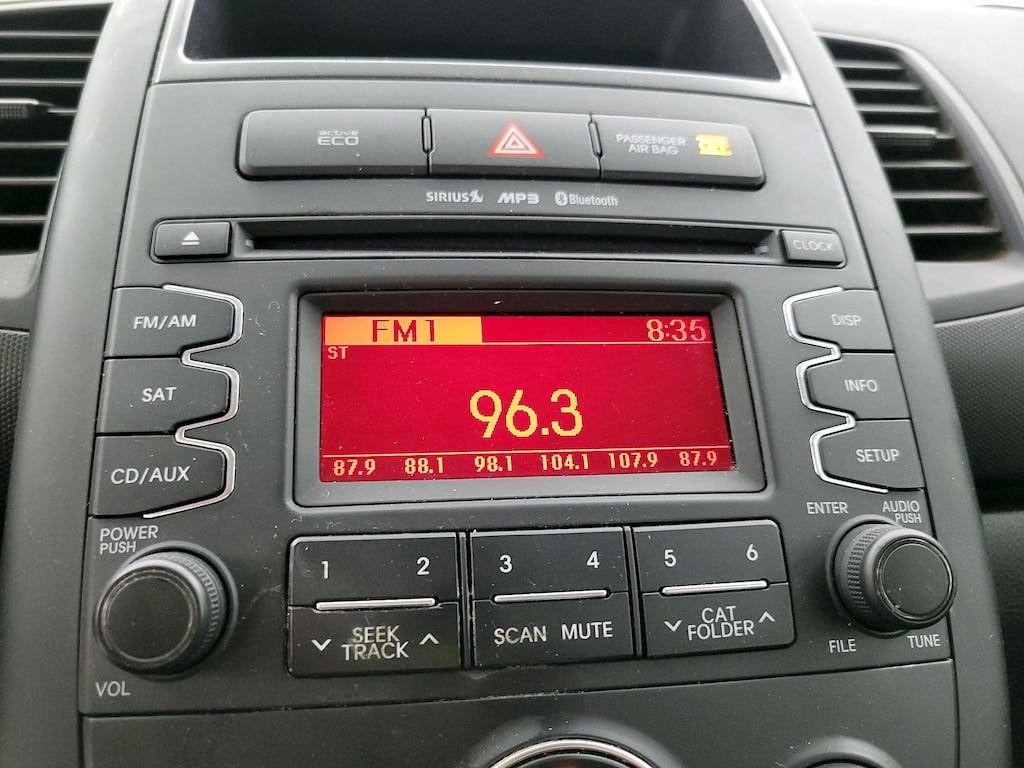 active
ECO
PASSENGER
AIR BAG
SIRIUS MP3 Bluetooth
CLOCK
FM/AM
FM1 8:35
DISP
ST
SAT
96.3
INFO
CD/AUX
87.9 88.1 98.1 104.1 107.9 87.9
SETUP
POWER
PUSH
ENTER
AUDIO
PUSH
1 2 3 4 5 6
SEEK
TRACK
SCAN MUTE
CAT
FOLDER
FILE
TUNE
VOL